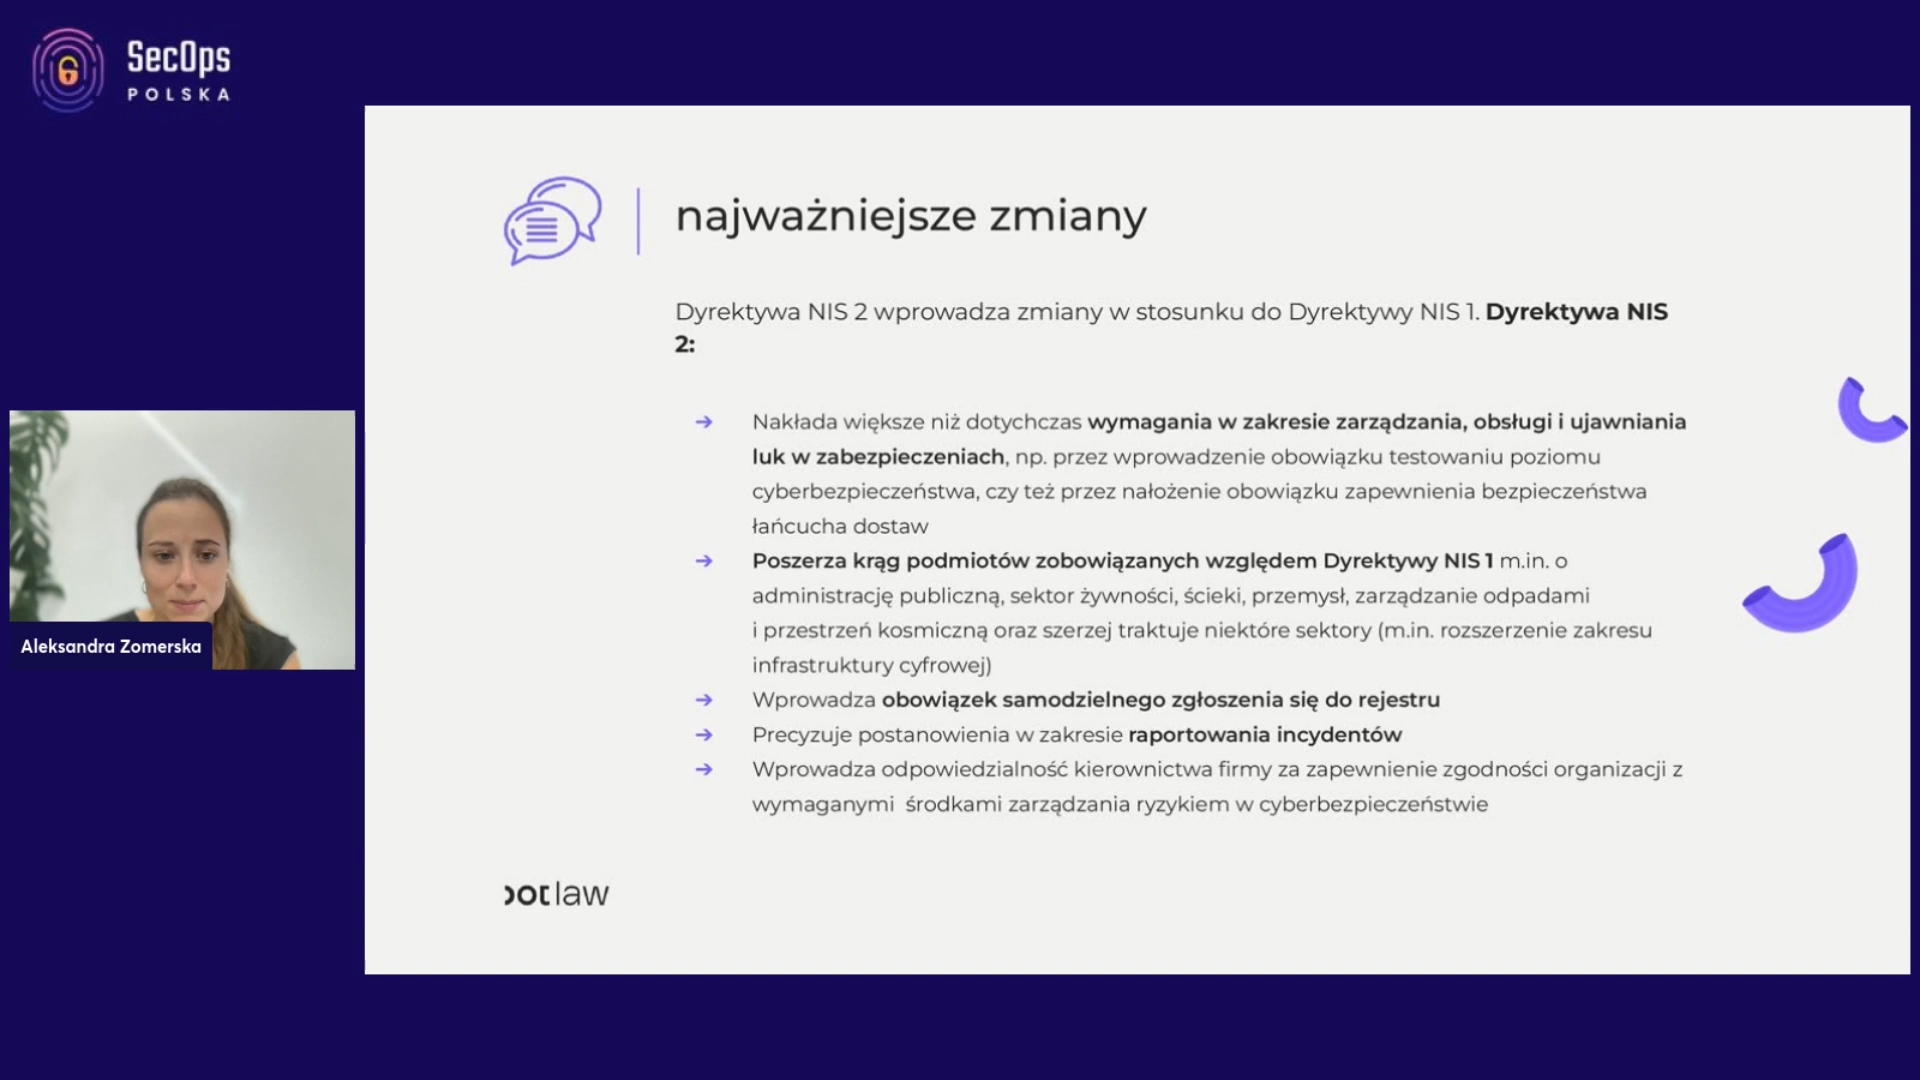 SecOps
POLSKA
najważniejsze zmiany
Dyrektywa NIS 2 wprowadza zmiany w stosunku do Dyrektywy NIS 1. Dyrektywa NIS
2:
→ Nakłada większe niż dotychczas wymagania w zakresie zarządzania, obsługi i ujawniania
luk w zabezpieczeniach, np. przez wprowadzenie obowiązku testowaniu poziomu
cyberbezpieczeństwa, czy też przez nałożenie obowiązku zapewnienia bezpieczeństwa
łańcucha dostaw
→ Poszerza krąg podmiotów zobowiązanych względem Dyrektywy NIS 1 m.in. o
administrację publiczną, sektor żywności, ścieki, przemysł, zarządzanie odpadami
i przestrzeń kosmiczną oraz szerzej traktuje niektóre sektory (m.in. rozszerzenie zakresu
infrastruktury cyfrowej)
→ Wprowadza obowiązek samodzielnego zgłoszenia się do rejestru
→ Precyzuje postanowienia w zakresie raportowania incydentów
→ Wprowadza odpowiedzialność kierownictwa firmy za zapewnienie zgodności organizacji z
wymaganymi środkami zarządzania ryzykiem w cyberbezpieczeństwie
Aleksandra Zomerska
law